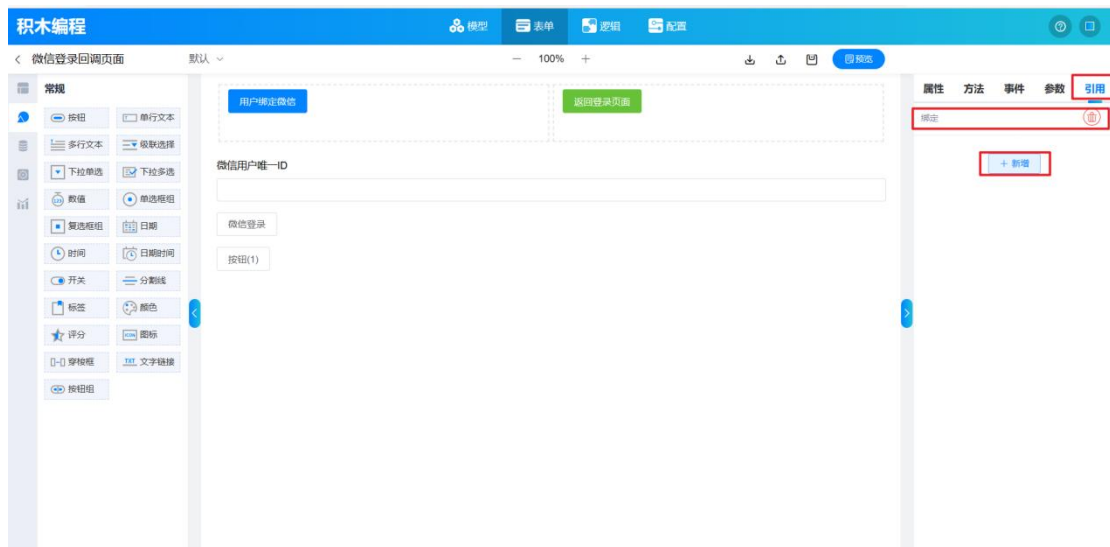 积木编程 模型 表单 逻辑 配置
微信登录回调页面 默认 100% 预览
常规
按钮 单行文本
多行文本 级联选择
下拉单选 下拉多选
数值 单选框组
复选框组 日期
时间 日期时间
开关 分割线
标签 颜色
评分 图标
穿梭框 文字链接
按钮组
用户绑定微信 返回登录页面
微信用户唯一ID
微信登录
按钮(1)
属性 方法 事件 参数 引用
绑定
+ 新增